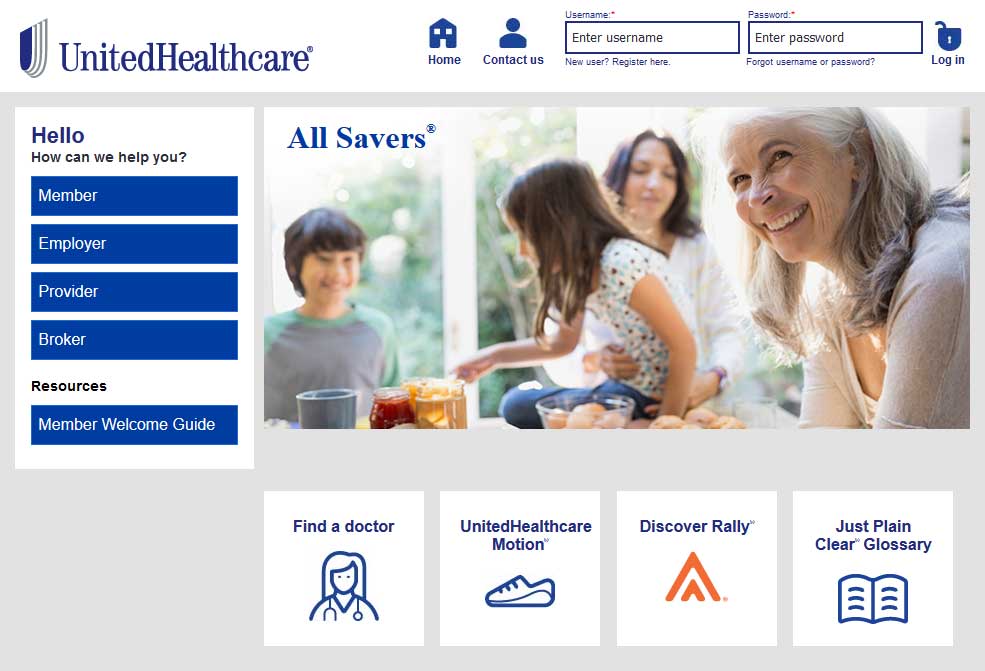 UnitedHealthcare®
Home
Contact us
Username:*
Enter username
New user? Register here.
Password:*
Enter password
Forgot username or password?
Log in
Hello
How can we help you?
Member
Employer
Provider
Broker
Resources
Member Welcome Guide
All Savers®
Find a doctor
UnitedHealthcare
Motion®
Discover Rally®
Just Plain
Clear® Glossary